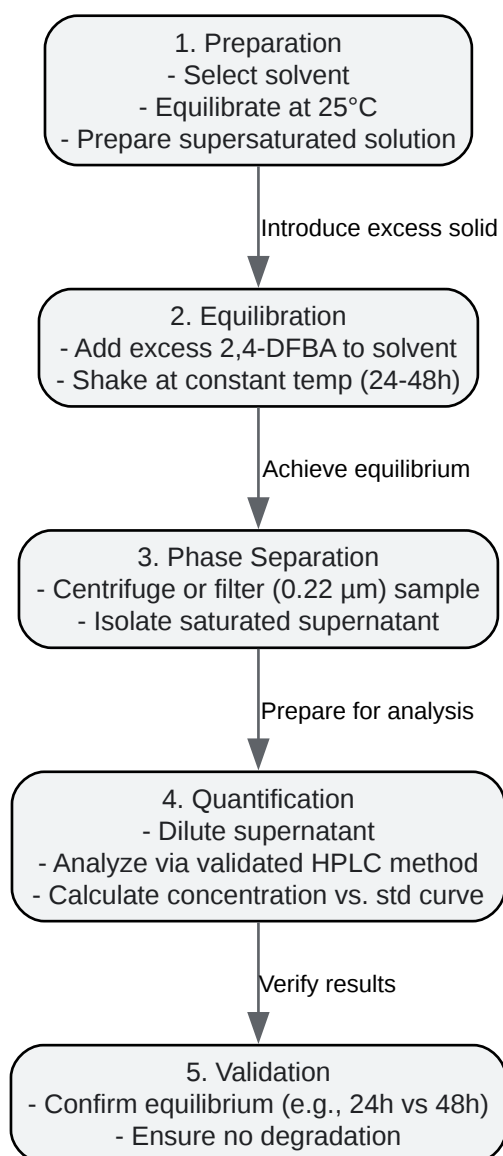 1. Preparation
- Select solvent
- Equilibrate at 25°C
- Prepare supersaturated solution
Introduce excess solid
2. Equilibration
- Add excess 2,4-DFBA to solvent
- Shake at constant temp (24-48h)
Achieve equilibrium
3. Phase Separation
- Centrifuge or filter (0.22 µm) sample
- Isolate saturated supernatant
Prepare for analysis
4. Quantification
- Dilute supernatant
- Analyze via validated HPLC method
- Calculate concentration vs. std curve
Verify results
5. Validation
- Confirm equilibrium (e.g., 24h vs 48h)
- Ensure no degradation